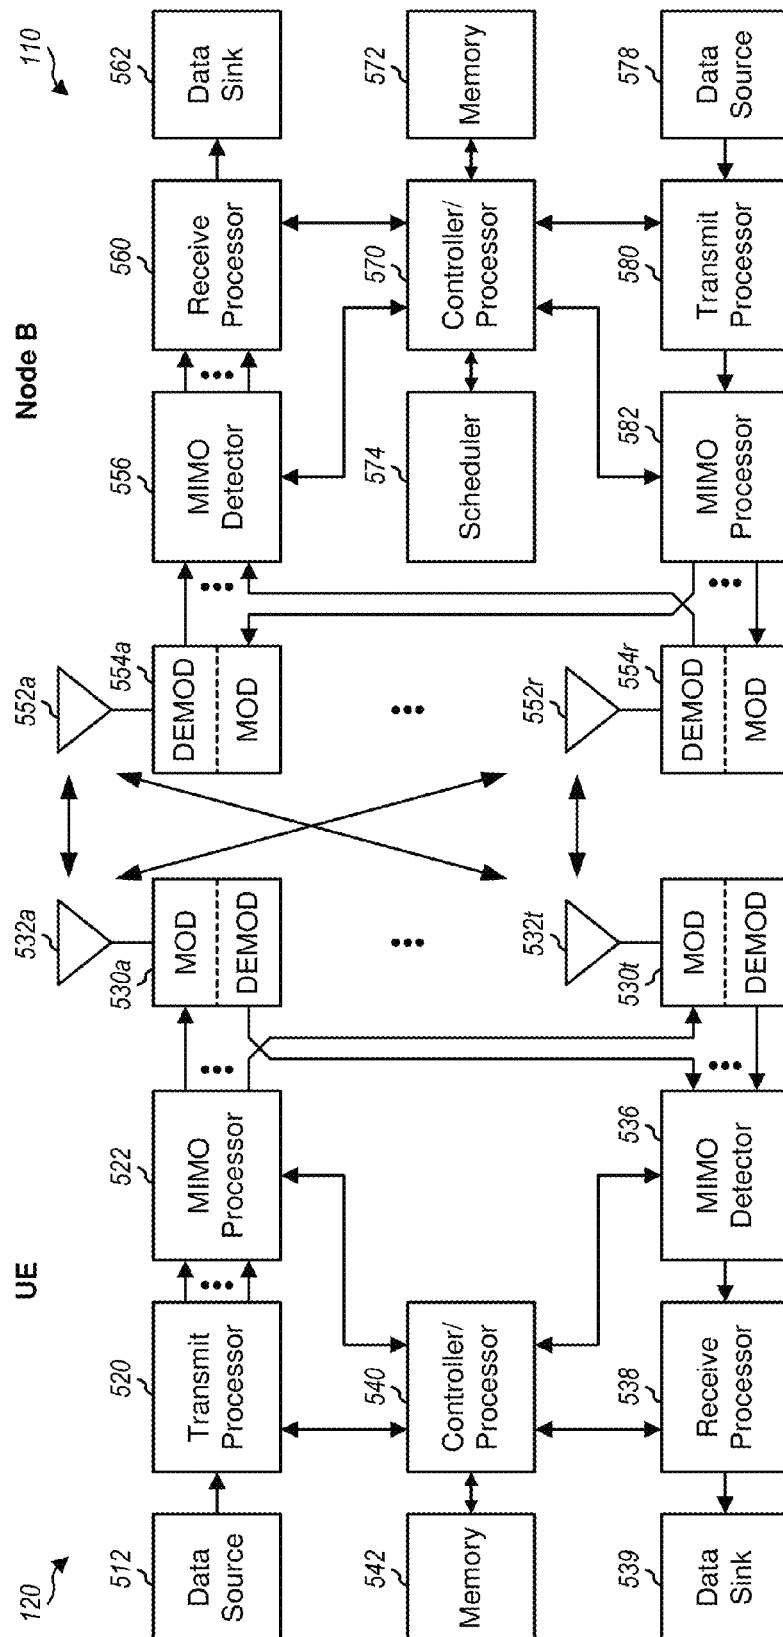 UE
Node B
120
110
512
Data
Source
520
Transmit
Processor
522
MIMO
Processor
530a
MOD
DEMOD
532a
552a
554a
DEMOD
MOD
556
MIMO
Detector
560
Receive
Processor
562
Data
Sink
542
Memory
540
Controller/
Processor
574
Scheduler
570
Controller/
Processor
572
Memory
539
Data
Sink
538
Receive
Processor
536
MIMO
Detector
530t
MOD
DEMOD
532t
552r
554r
DEMOD
MOD
582
MIMO
Processor
580
Transmit
Processor
578
Data
Source